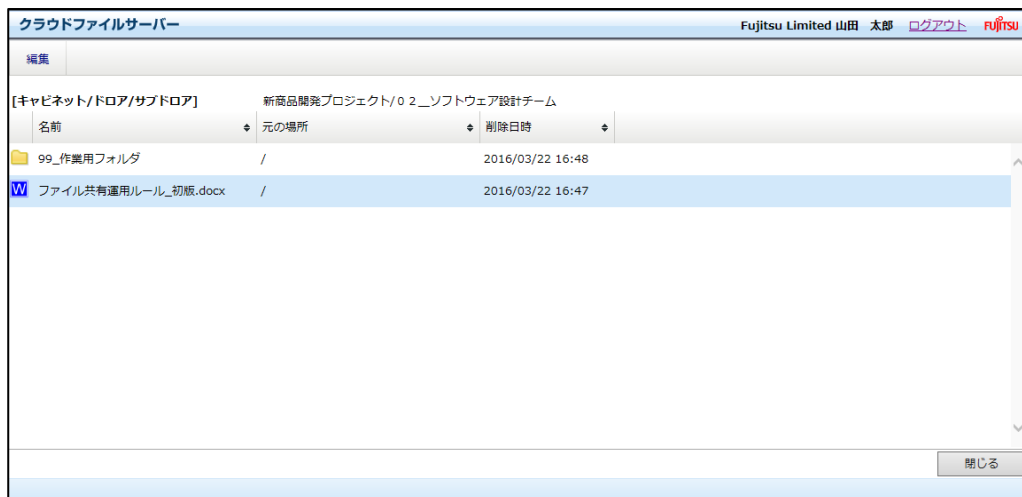 クラウドファイルサーバー Fujitsu Limited 山田 太郎 ログアウト FUJITSU
編集
[キャビネット/ドロア/サブドロア] 新商品開発プロジェクト/０２__ソフトウェア設計チーム
名前 元の場所 削除日時
99_作業用フォルダ / 2016/03/22 16:48
W ファイル共有運用ルール_初版.docx / 2016/03/22 16:47
閉じる